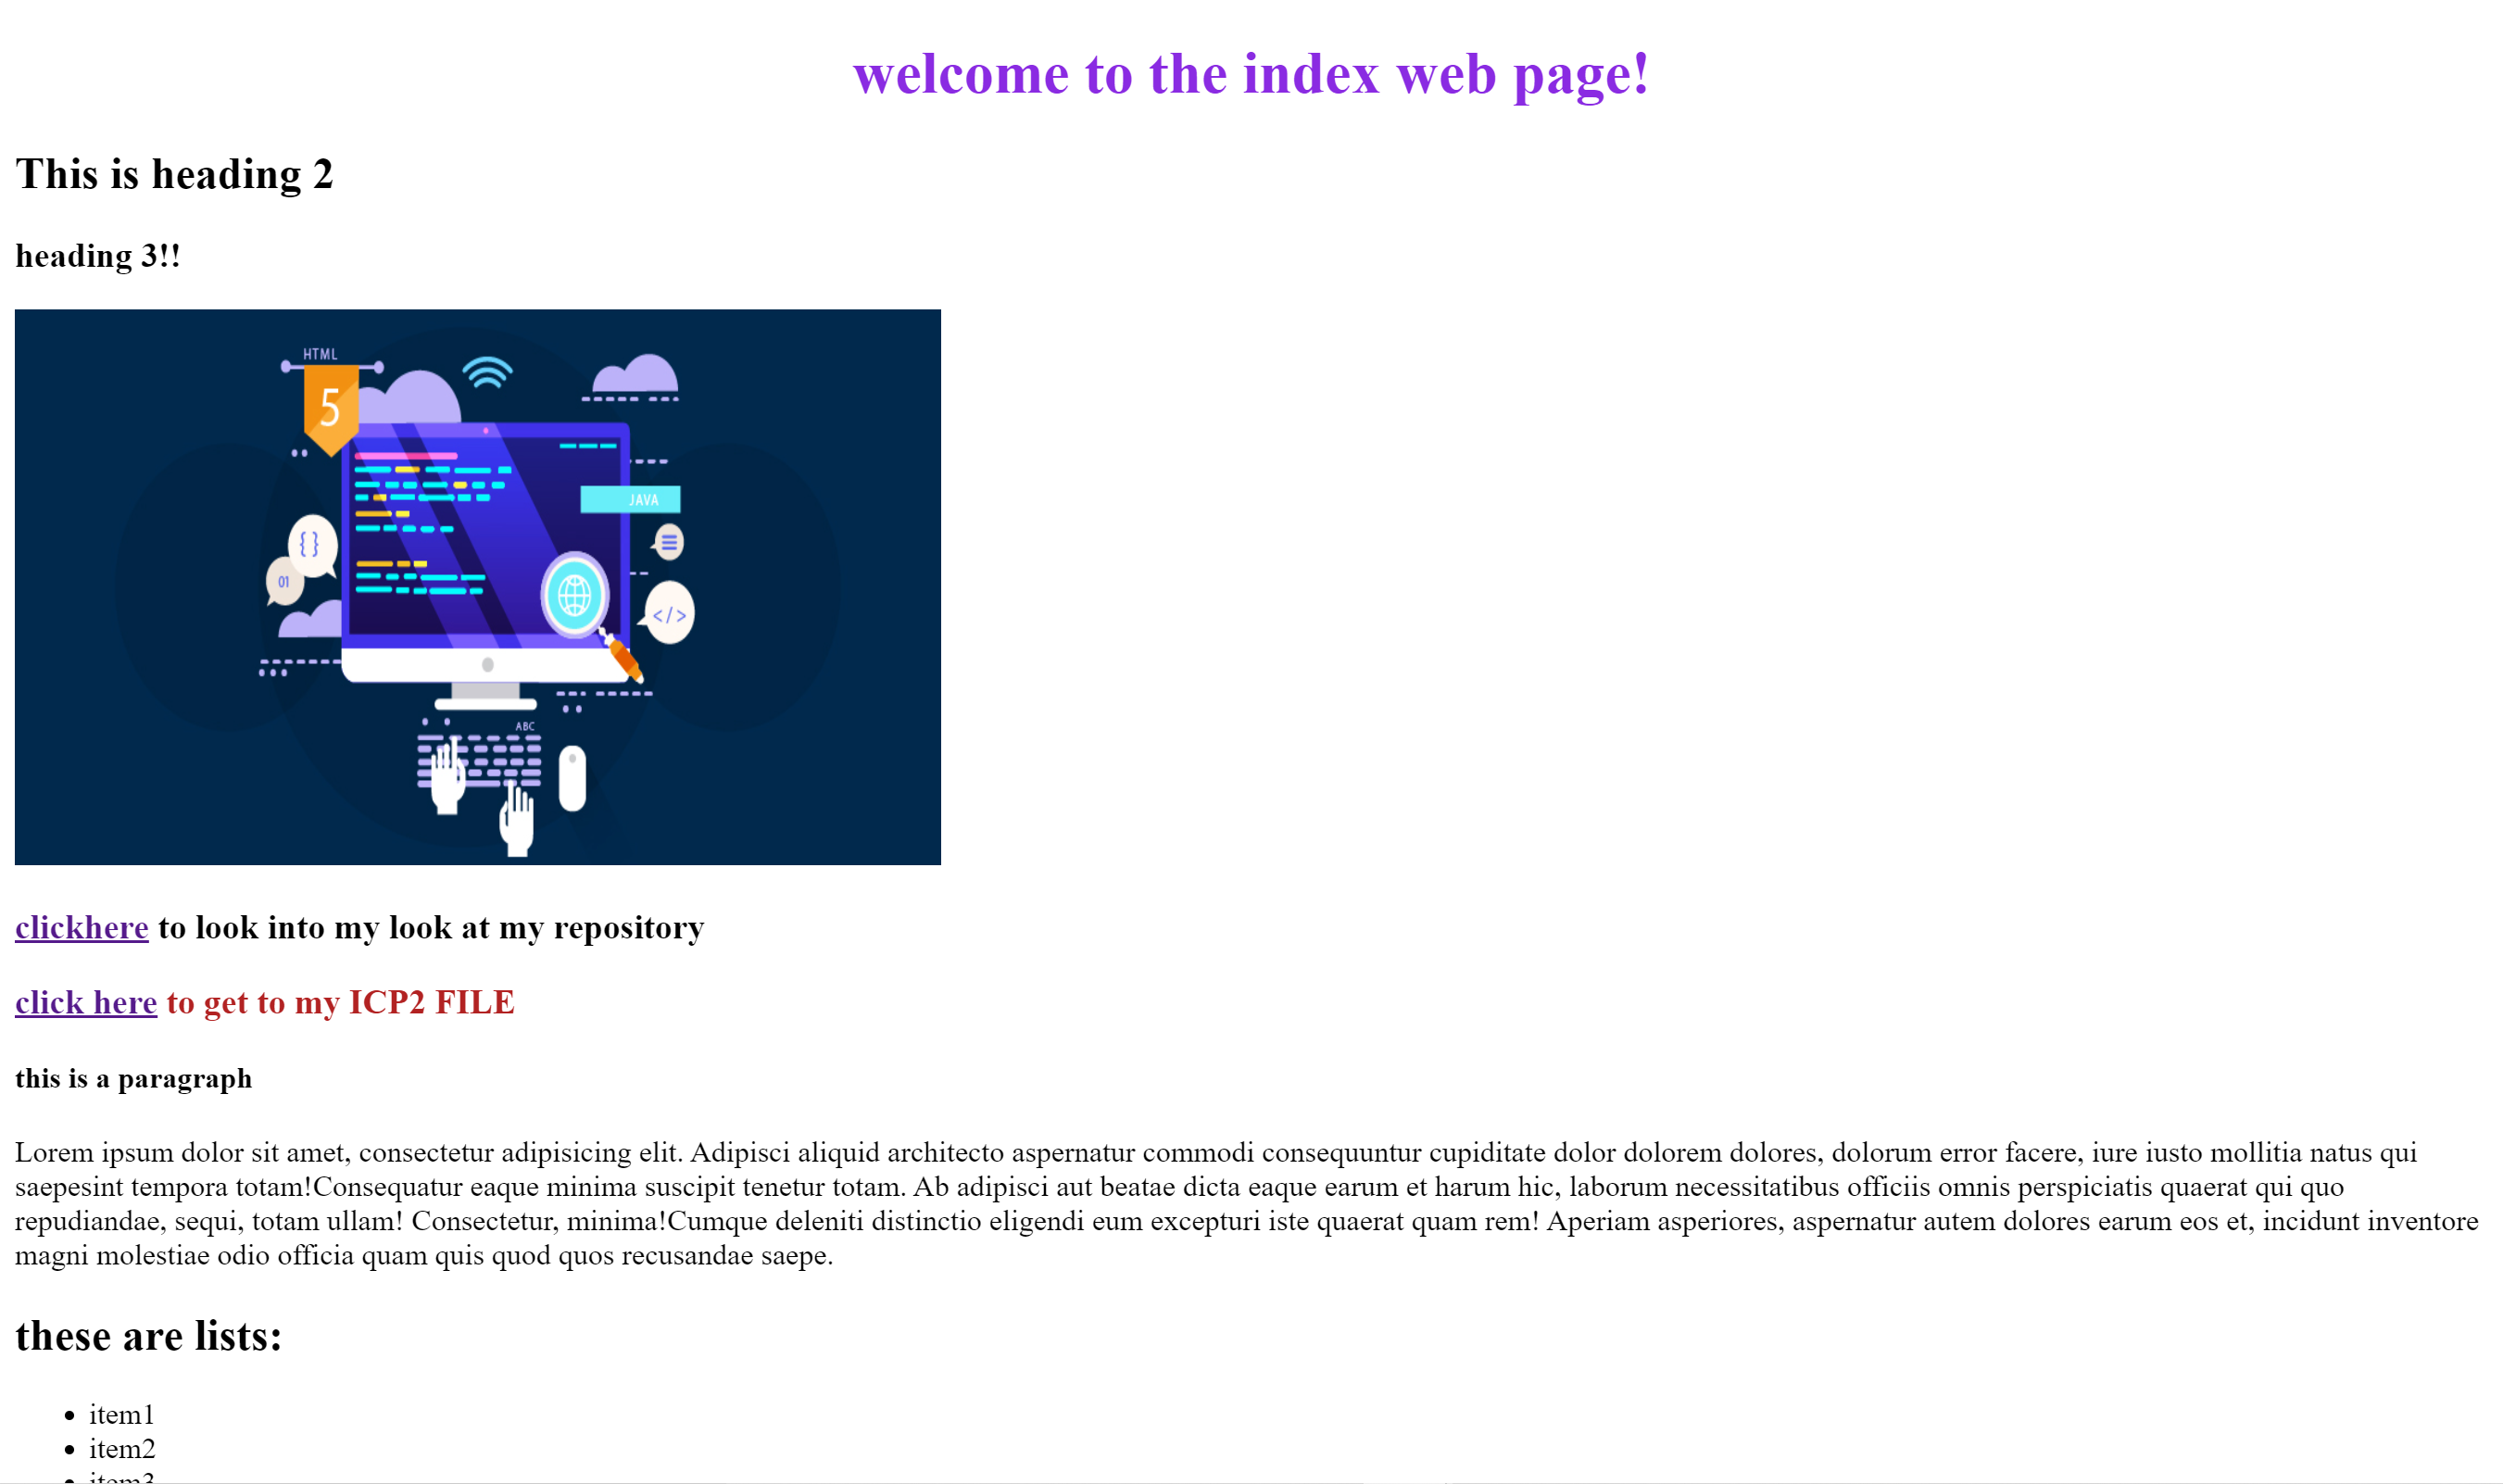 welcome to the index web page!
This is heading 2
heading 3!!
HTML
5
JAVA
{ }
01
</>
ABC
clickhere to look into my look at my repository
click here to get to my ICP2 FILE
this is a paragraph
Lorem ipsum dolor sit amet, consectetur adipisicing elit. Adipisci aliquid architecto aspernatur commodi consequuntur cupiditate dolor dolorem dolores, dolorum error facere, iure iusto mollitia natus qui
saepesint tempora totam!Consequatur eaque minima suscipit tenetur totam. Ab adipisci aut beatae dicta eaque earum et harum hic, laborum necessitatibus officiis omnis perspiciatis quaerat qui quo
repudiandae, sequi, totam ullam! Consectetur, minima!Cumque deleniti distinctio eligendi eum excepturi iste quaerat quam rem! Aperiam asperiores, aspernatur autem dolores earum eos et, incidunt inventore
magni molestiae odio officia quam quis quod quos recusandae saepe.
these are lists:
• item1
• item2
• item3